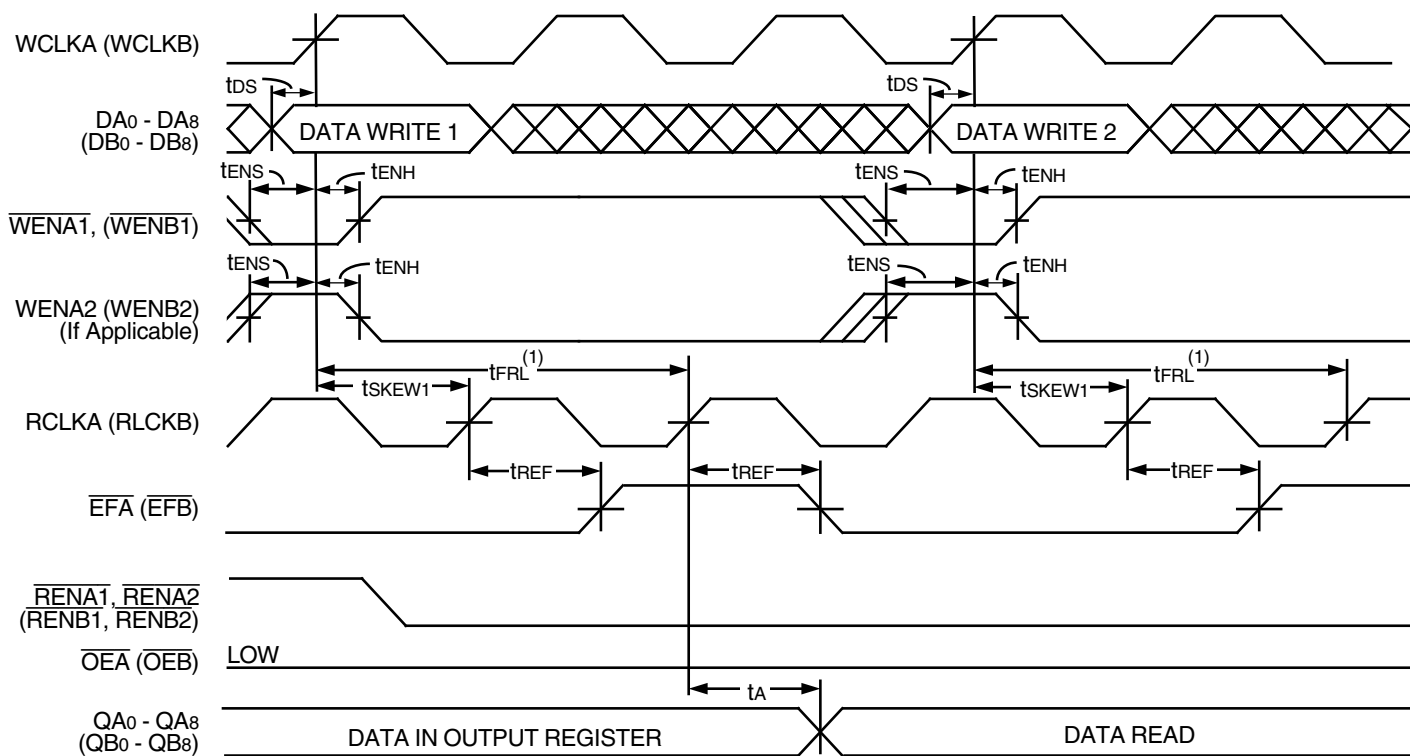 WCLKA (WCLKB)
tDS
tDS
DA0 - DA8
(DB0 - DB8)
DATA WRITE 1
DATA WRITE 2
tENS
tENH
tENS
tENH
WENA1, (WENB1)
tENS
tENH
tENS
tENH
WENA2 (WENB2)
(If Applicable)
tFRL(1)
tFRL(1)
tSKEW1
tSKEW1
RCLKA (RLCKB)
tREF
tREF
tREF
EFA (EFB)
RENA1, RENA2
(RENB1, RENB2)
OEA (OEB)
LOW
tA
QA0 - QA8
(QB0 - QB8)
DATA IN OUTPUT REGISTER
DATA READ